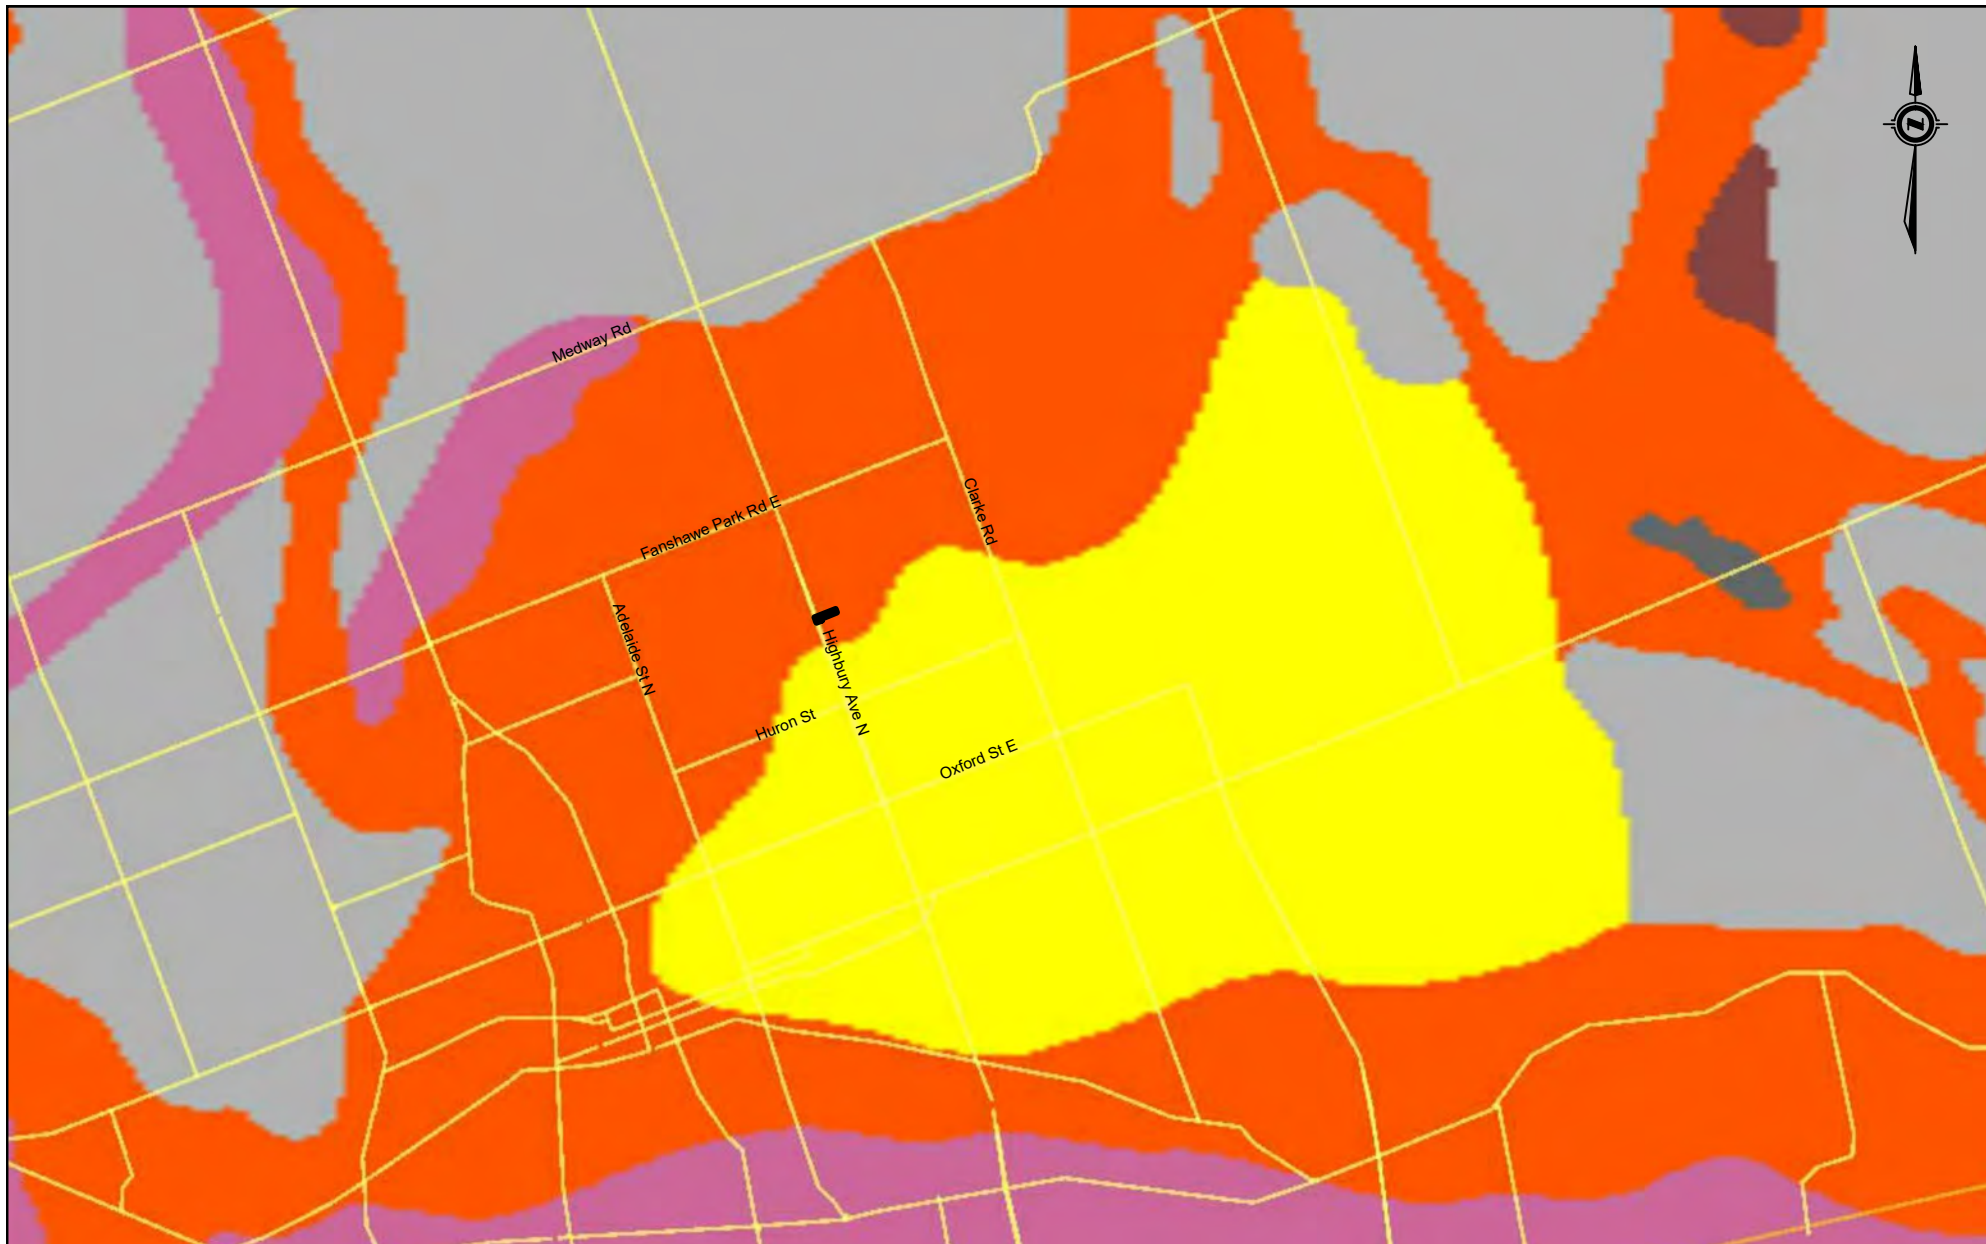 N
Medway Rd
Clarke Rd
Fanshawe Park Rd E
Adelaide St N
Highbury Ave N
Huron St
Oxford St E